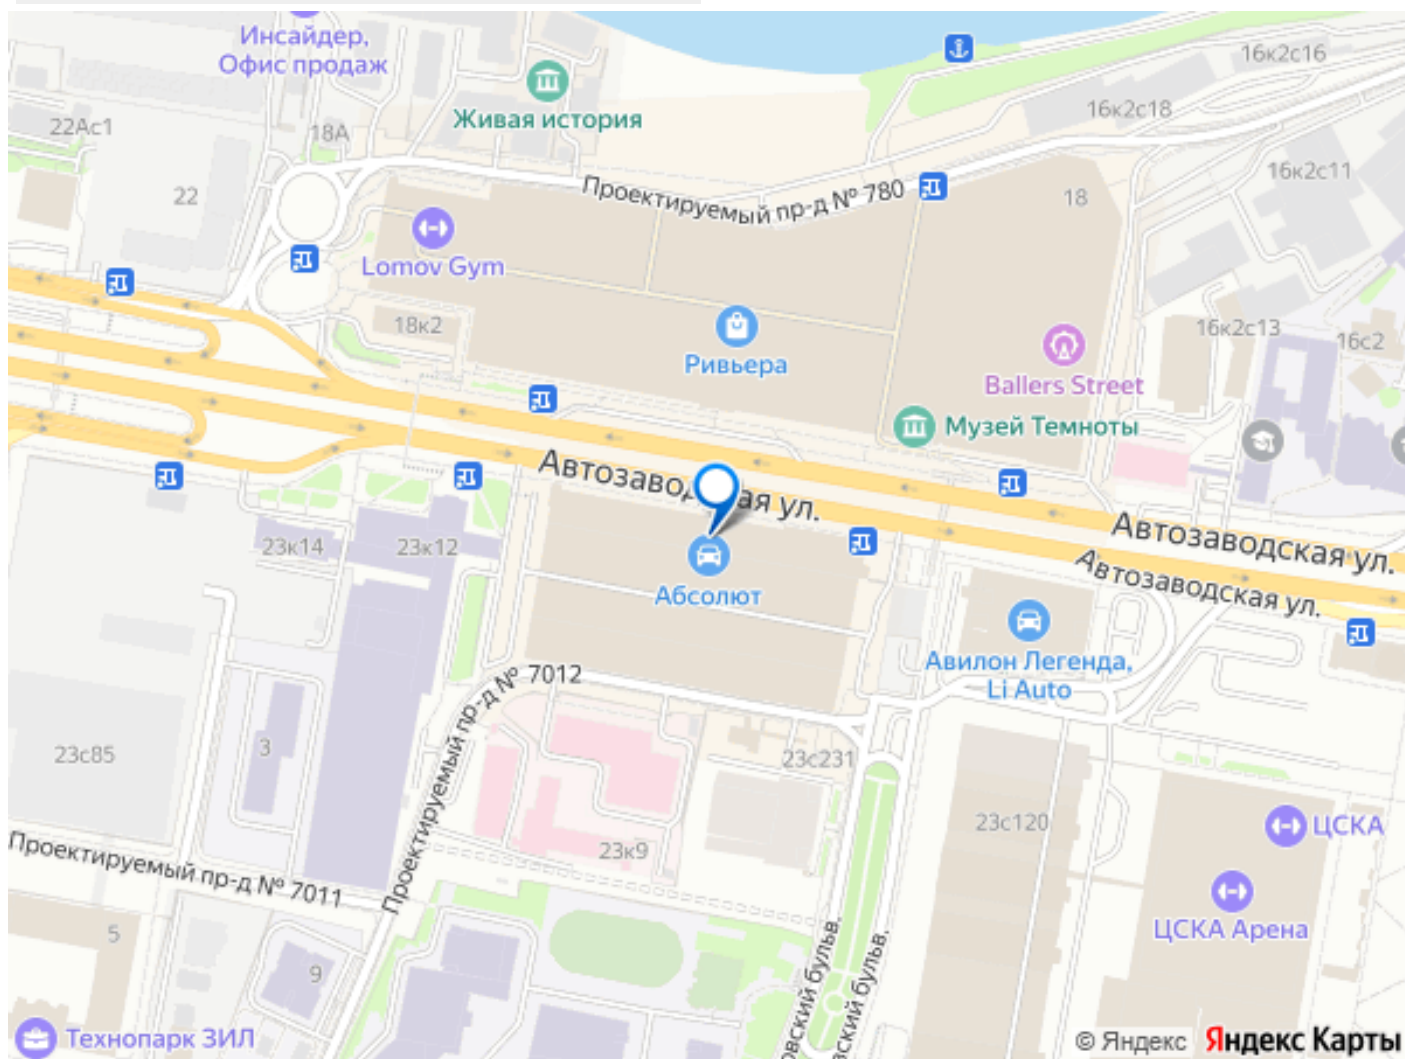 Инсайдер,
Офис продаж
Живая история
22Ас1
18А
22
16к2с16
16к2с18
16к2с11
18
Проектируемый пр-д № 780
Lomov Gym
18к2
Ривьера
Ballers Street
16к2с13
16с2
Музей Темноты
Автозаводская ул.
Автозаводская ул.
Автозаводская ул.
23к14
23к12
Абсолют
Авилон Легенда,
Li Auto
Проектируемый пр-д № 7012
23с85
3
23с231
23с120
23к9
ЦСКА
Проектируемый пр-д № 7011
5
9
ЦСКА Арена
бульв.
бульв.
Технопарк ЗИЛ
© Яндекс Яндекс Карты